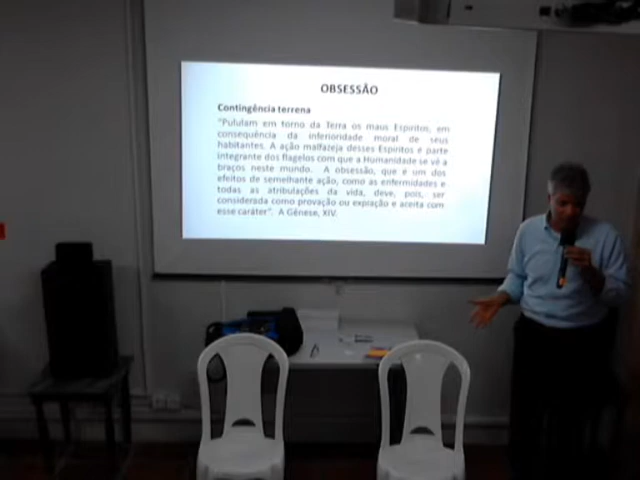 OBSESSÃO
Contingência terrena
"Pululam em torno da Terra os maus Espíritos, em
consequência da inferioridade moral de seus
habitantes. A ação malfazeja desses Espíritos é parte
integrante dos flagelos com que a Humanidade se vê a
braços neste mundo. A obsessão, que é um dos
efeitos de semelhante ação, como as enfermidades e
todas as atribulações da vida, deve, pois, ser
considerada como provação ou expiação e aceita com
esse caráter". A Gênese, XIV.